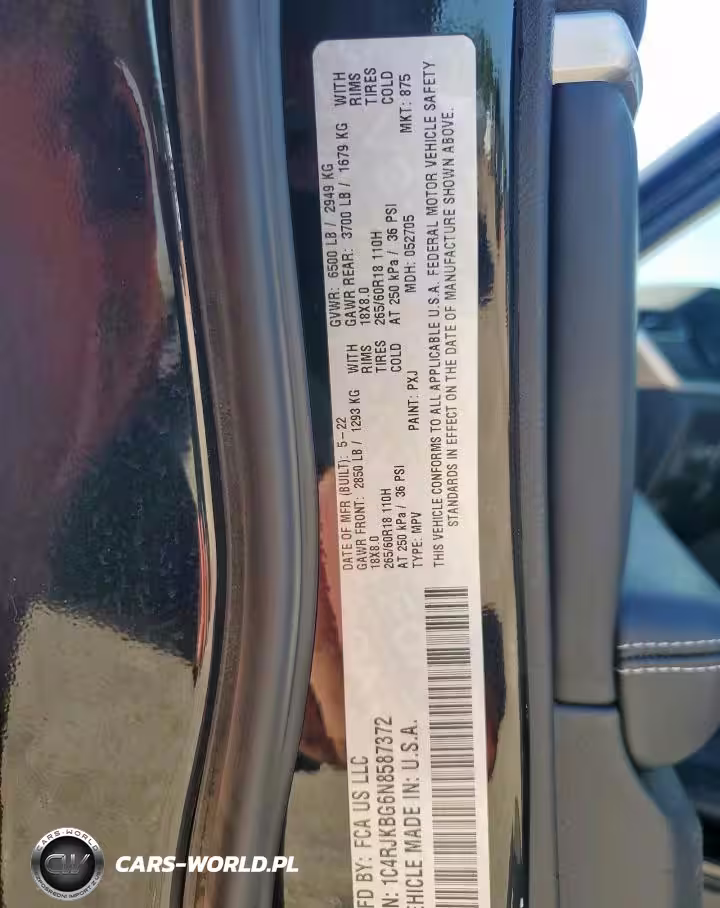 FD BY: FCA US LLC
DATE OF MFR (BUILT): 5-22
GVWR: 6500 LB / 2949 KG
GAWR FRONT: 2850 LB / 1293 KG WITH
GAWR REAR: 3700 LB / 1679 KG WITH
18X8.0 RIMS
18X8.0 RIMS
265/60R18 110H TIRES
265/60R18 110H TIRES
AT 250 kPa / 36 PSI COLD
AT 250 kPa / 36 PSI COLD
N: 1C4RJKBG6N8587372
TYPE: MPV
PAINT: PXJ
MDH: 052705
MKT: 875
EHICLE MADE IN: U.S.A.
THIS VEHICLE CONFORMS TO ALL APPLICABLE U.S.A. FEDERAL MOTOR VEHICLE SAFETY
STANDARDS IN EFFECT ON THE DATE OF MANUFACTURE SHOWN ABOVE.
CW
CARS-WORLD.PL